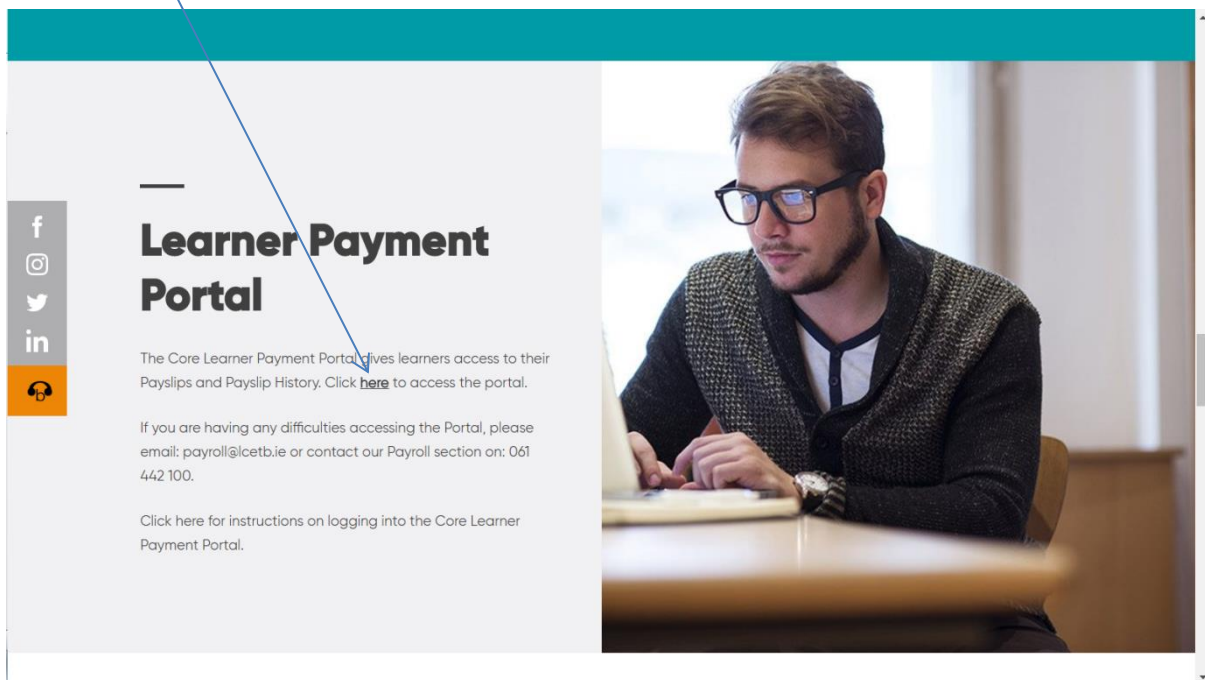 Learner Payment
Portal
f
in
b
The Core Learner Payment Portal gives learners access to their
Payslips and Payslip History. Click here to access the portal.
If you are having any difficulties accessing the Portal, please
email: payroll@lcetb.ie or contact our Payroll section on: 061
442 100.
Click here for instructions on logging into the Core Learner
Payment Portal.